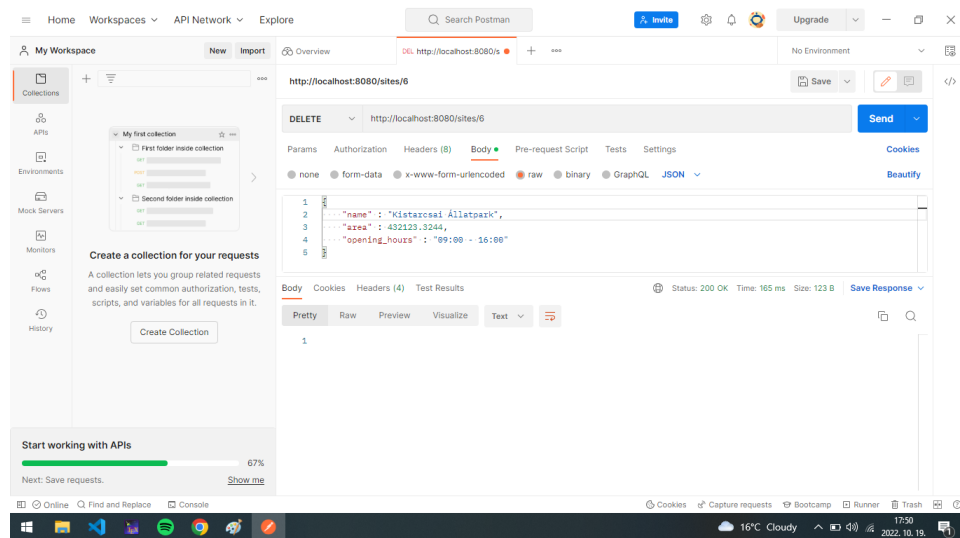 Home Workspaces API Network Explore Search Postman Invite Upgrade
My Workspace New Import Overview DEL http://localhost:8080/s No Environment
http://localhost:8080/sites/6 Save
Collections
APIs
Environments
Mock Servers
Monitors
Flows
History
My first collection
First folder inside collection
Second folder inside collection
Create a collection for your requests
A collection lets you group related requests
and easily set common authorization, tests,
scripts, and variables for all requests in it.
Create Collection
Start working with APIs
67%
Next: Save requests. Show me
DELETE http://localhost:8080/sites/6 Send
Params Authorization Headers (8) Body Pre-request Script Tests Settings Cookies
none form-data x-www-form-urlencoded raw binary GraphQL JSON Beautify
1 {
2 "name" : "Kistarcsai Állatpark",
3 "area" : 432123.3244,
4 "opening_hours" : "09:00 - 16:00"
5 }
Body Cookies Headers (4) Test Results Status: 200 OK Time: 165 ms Size: 123 B Save Response
Pretty Raw Preview Visualize Text
1
Online Find and Replace Console Cookies Capture requests Bootcamp Runner Trash
16°C Cloudy
17:50
2022. 10. 19.
1